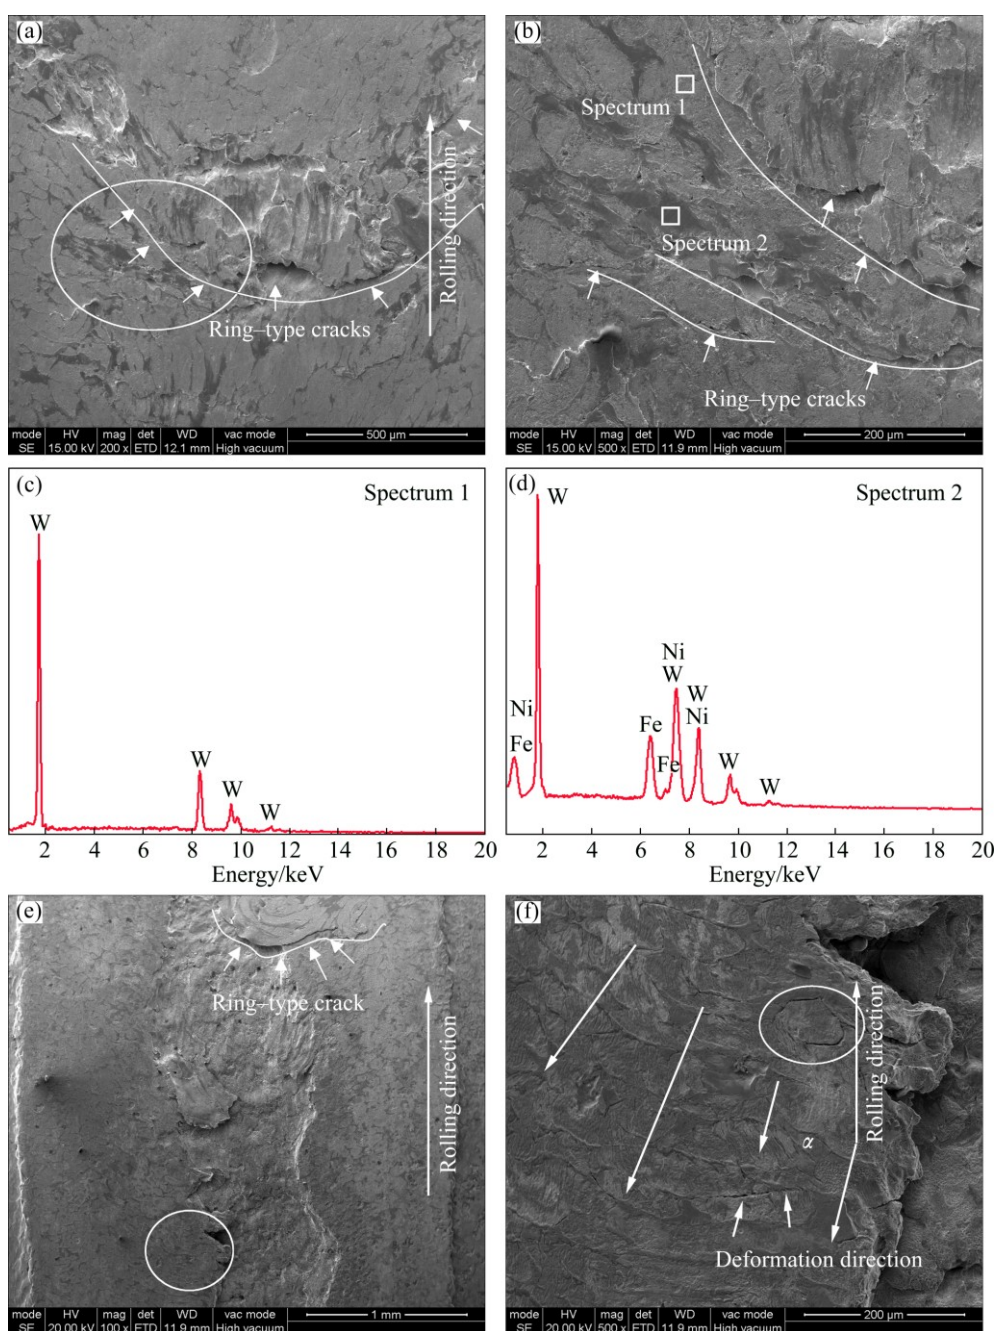 (a)
Rolling direction
Ring–type cracks
mode HV mag det WD vac mode 500 μm
SE 15.00 kV 200 x ETD 12.1 mm High vacuum
(b)
Spectrum 1
Spectrum 2
Ring–type cracks
mode HV mag det WD vac mode 200 μm
SE 15.00 kV 500 x ETD 11.9 mm High vacuum
(c)
Spectrum 1
W
W
W
W
2 4 6 8 10 12 14 16 18 20
Energy/keV
(d)
Spectrum 2
W
Ni
W
Ni
W
Fe
Ni
Fe
Fe
W
W
2 4 6 8 10 12 14 16 18 20
Energy/keV
(e)
Ring–type crack
Rolling direction
mode HV mag det WD vac mode 1 mm
SE 20.00 kV 100 x ETD 11.9 mm High vacuum
(f)
Rolling direction
α
Deformation direction
mode HV mag det WD vac mode 200 μm
SE 20.00 kV 500 x ETD 11.9 mm High vacuum